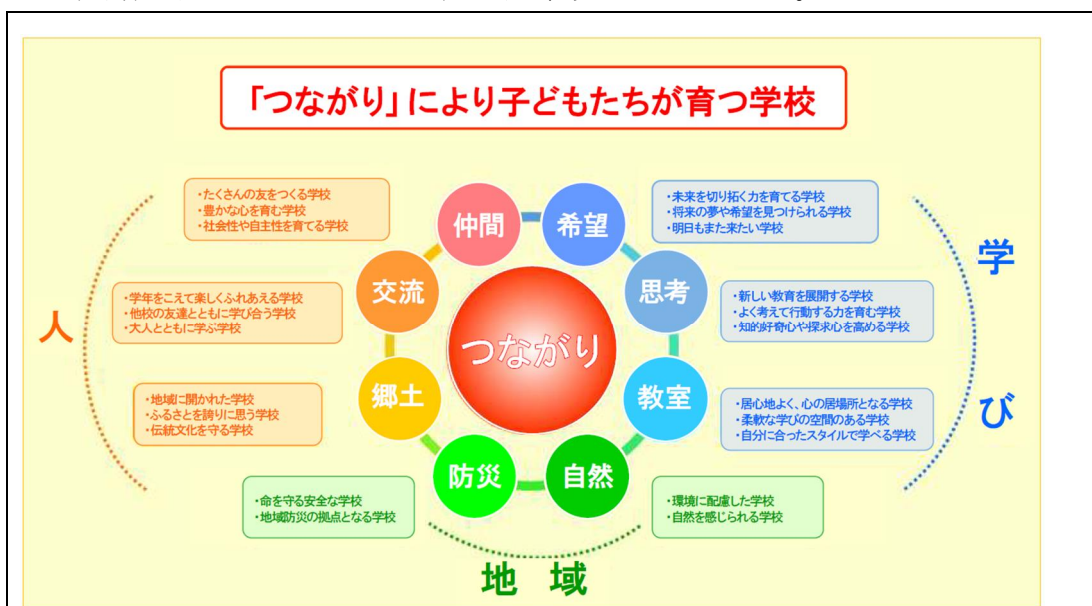 「つながり」により子どもたちが育つ学校
人
・たくさんの友をつくる学校
・豊かな心を育む学校
・社会性や自主性を育てる学校
仲間
・学年をこえて楽しくふれあえる学校
・他校の友達とともに学び合う学校
・大人とともに学ぶ学校
交流
・地域に開かれた学校
・ふるさとを誇りに思う学校
・伝統文化を守る学校
郷土
つながり
学び
希望
・未来を切り拓く力を育てる学校
・将来の夢や希望を見つけられる学校
・明日もまた来たい学校
思考
・新しい教育を展開する学校
・よく考えて行動する力を育む学校
・知的好奇心や探求心を高める学校
教室
・居心地よく、心の居場所となる学校
・柔軟な学びの空間のある学校
・自分に合ったスタイルで学べる学校
防災
・命を守る安全な学校
・地域防災の拠点となる学校
自然
・環境に配慮した学校
・自然を感じられる学校
地 域